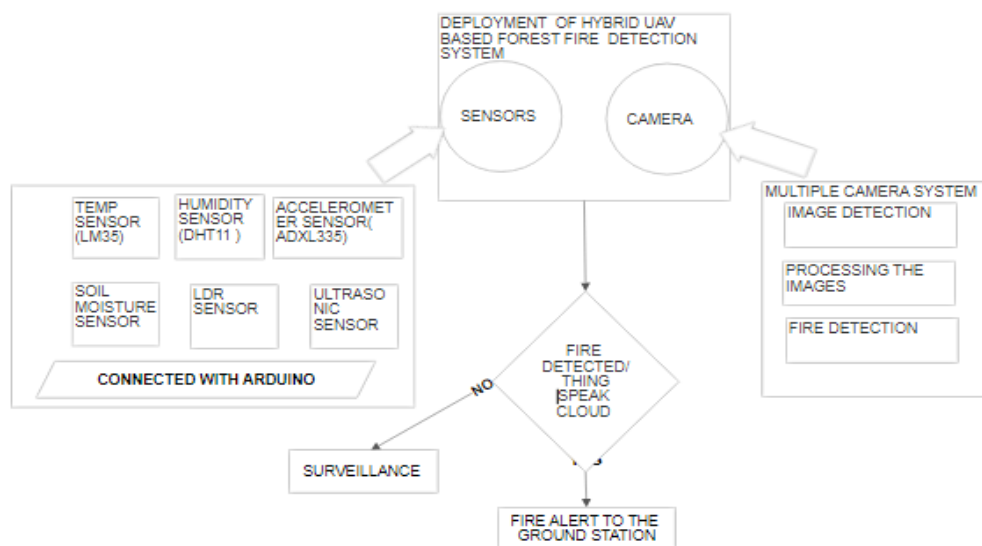 DEPLOYMENT OF HYBRID UAV
BASED FOREST FIRE DETECTION
SYSTEM
SENSORS
CAMERA
TEMP
SENSOR
(LM35)
HUMIDITY
SENSOR
(DHT11 )
ACCELEROMET
ER SENSOR(
ADXL335)
SOIL
MOISTURE
SENSOR
LDR
SENSOR
ULTRASO
NIC
SENSOR
CONNECTED WITH ARDUINO
MULTIPLE CAMERA SYSTEM
IMAGE DETECTION
PROCESSING THE
IMAGES
FIRE DETECTION
FIRE
DETECTED/
THING
SPEAK
CLOUD
NO
SURVEILLANCE
FIRE ALERT TO THE
GROUND STATION